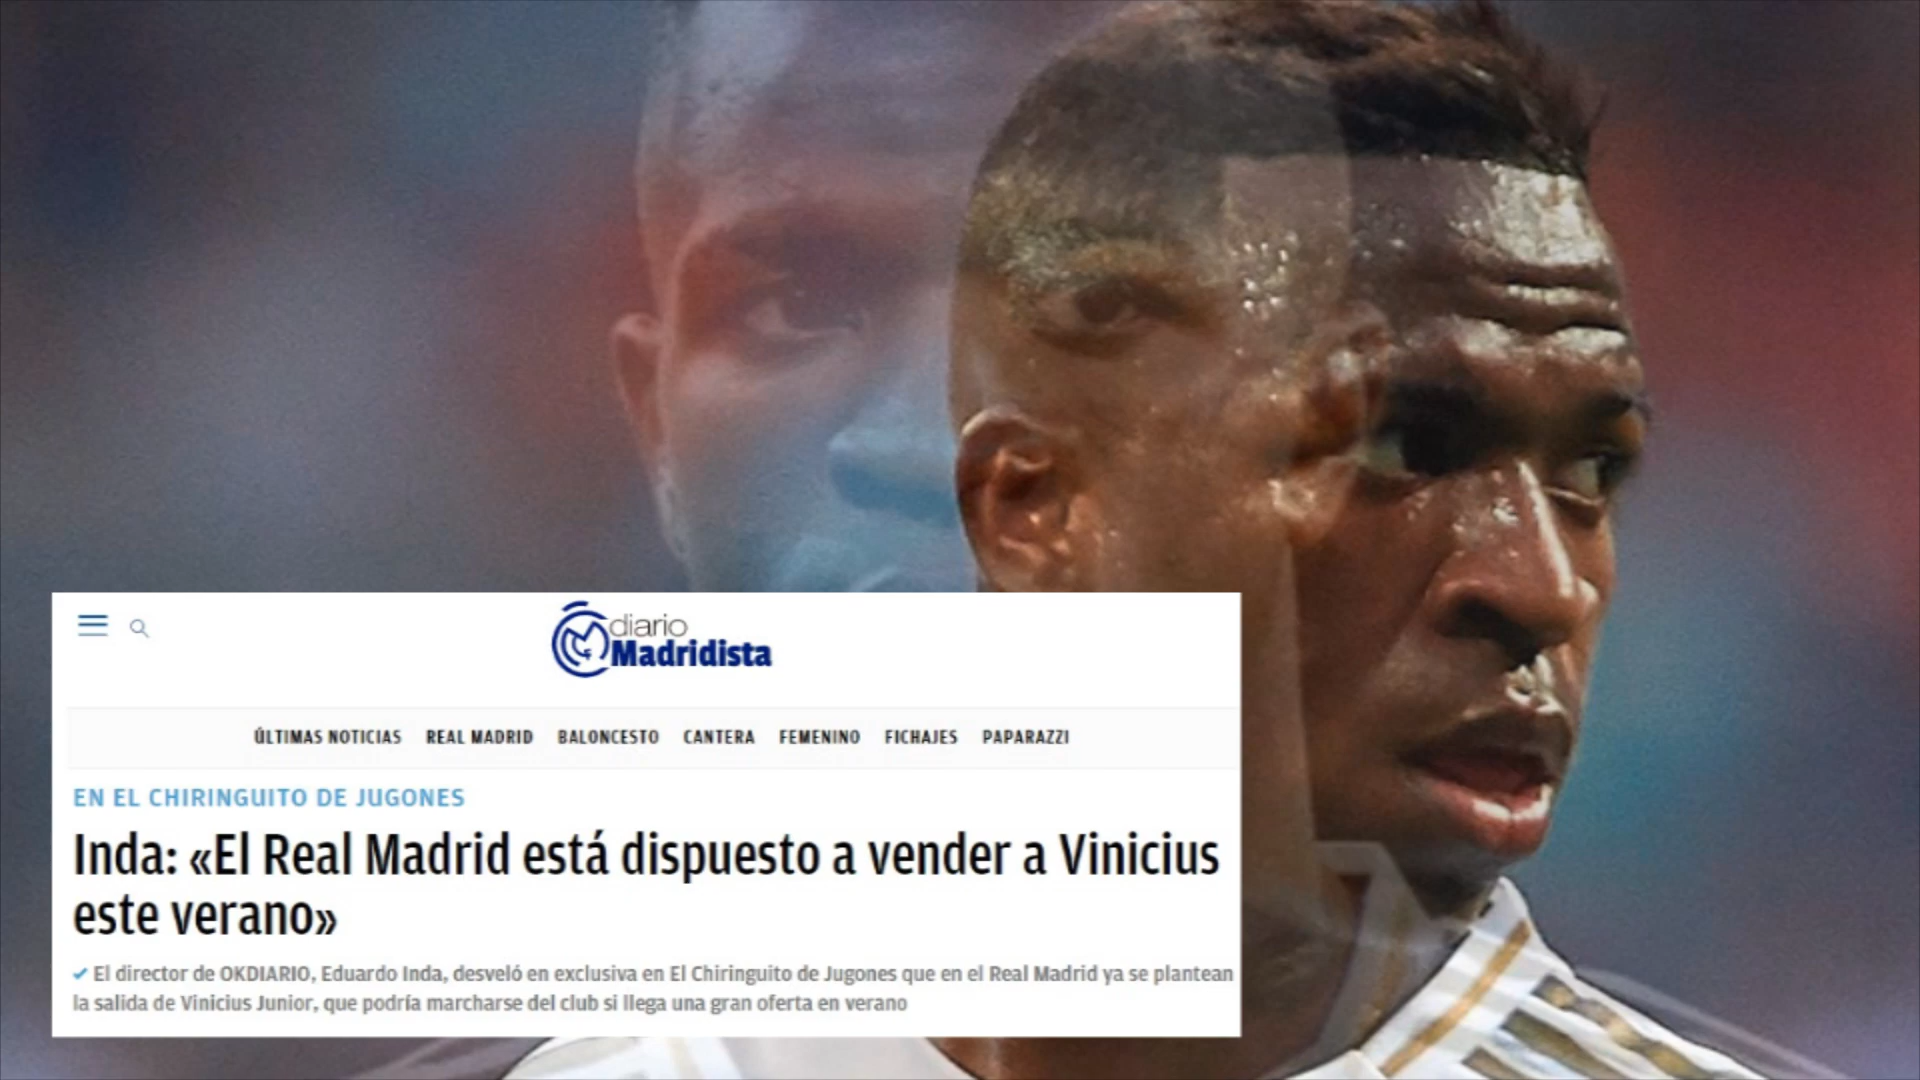 diario
Madridista
ÚLTIMAS NOTICIAS REAL MADRID BALONCESTO CANTERA FEMENINO FICHAJES PAPARAZZI
EN EL CHIRINGUITO DE JUGONES
Inda: «El Real Madrid está dispuesto a vender a Vinicius
este verano»
El director de OKDIARIO, Eduardo Inda, desveló en exclusiva en El Chiringuito de Jugones que en el Real Madrid ya se plantean
la salida de Vinicius Junior, que podría marcharse del club si llega una gran oferta en verano